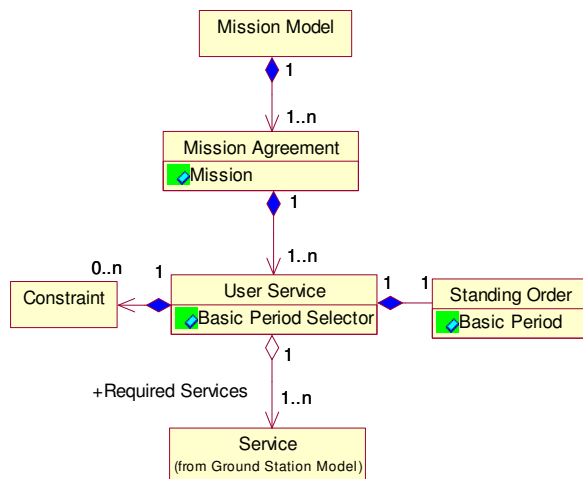 Mission Model
1
1..n
Mission Agreement
Mission
1
1..n
0..n
1
Constraint
User Service
Basic Period Selector
1
1
Standing Order
Basic Period
1
+Required Services
1..n
Service
(from Ground Station Model)